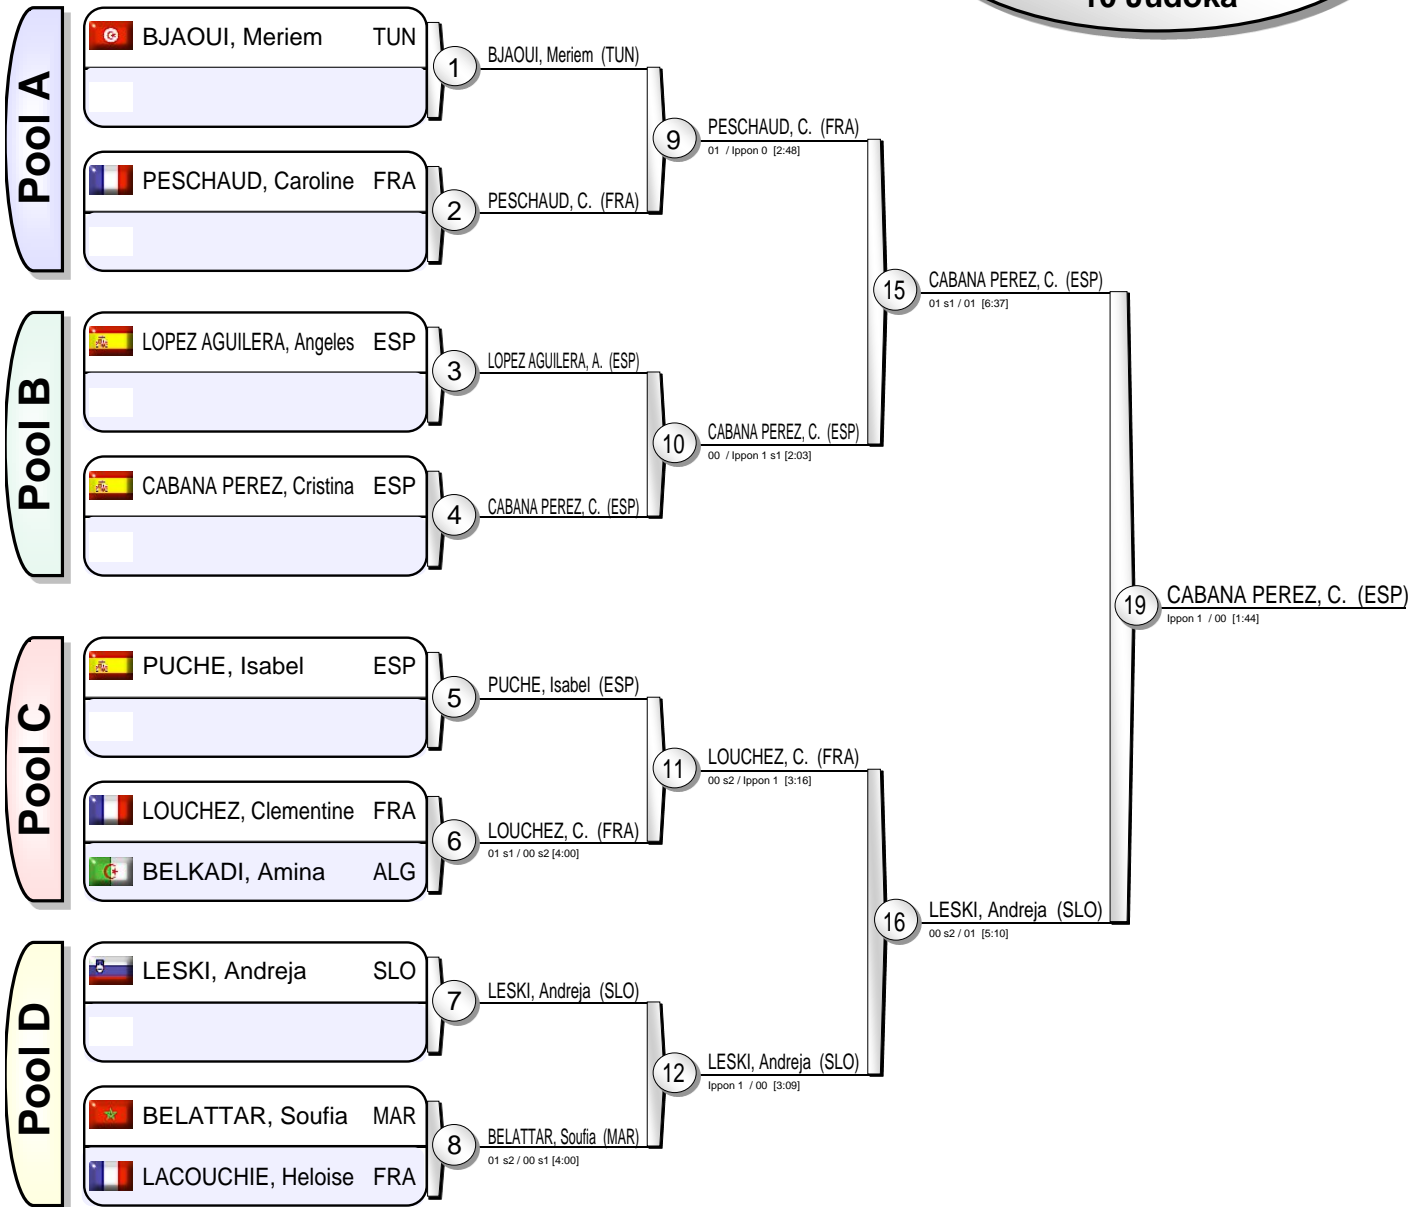 10 Judoka
Pool A
BJAOUI, Meriem TUN
1
BJAOUI, Meriem (TUN)
PESCHAUD, Caroline FRA
2
PESCHAUD, C. (FRA)
9
PESCHAUD, C. (FRA)
01 / Ippon 0 [2:48]
Pool B
LOPEZ AGUILERA, Angeles ESP
3
LOPEZ AGUILERA, A. (ESP)
CABANA PEREZ, Cristina ESP
4
CABANA PEREZ, C. (ESP)
10
CABANA PEREZ, C. (ESP)
00 / Ippon 1 s1 [2:03]
15
CABANA PEREZ, C. (ESP)
01 s1 / 01 [6:37]
Pool C
PUCHE, Isabel ESP
5
PUCHE, Isabel (ESP)
LOUCHEZ, Clementine FRA
BELKADI, Amina ALG
6
LOUCHEZ, C. (FRA)
01 s1 / 00 s2 [4:00]
11
LOUCHEZ, C. (FRA)
00 s2 / Ippon 1 [3:16]
Pool D
LESKI, Andreja SLO
7
LESKI, Andreja (SLO)
BELATTAR, Soufia MAR
LACOUCHIE, Heloise FRA
8
BELATTAR, Soufia (MAR)
01 s2 / 00 s1 [4:00]
12
LESKI, Andreja (SLO)
Ippon 1 / 00 [3:09]
16
LESKI, Andreja (SLO)
00 s2 / 01 [5:10]
19
CABANA PEREZ, C. (ESP)
Ippon 1 / 00 [1:44]